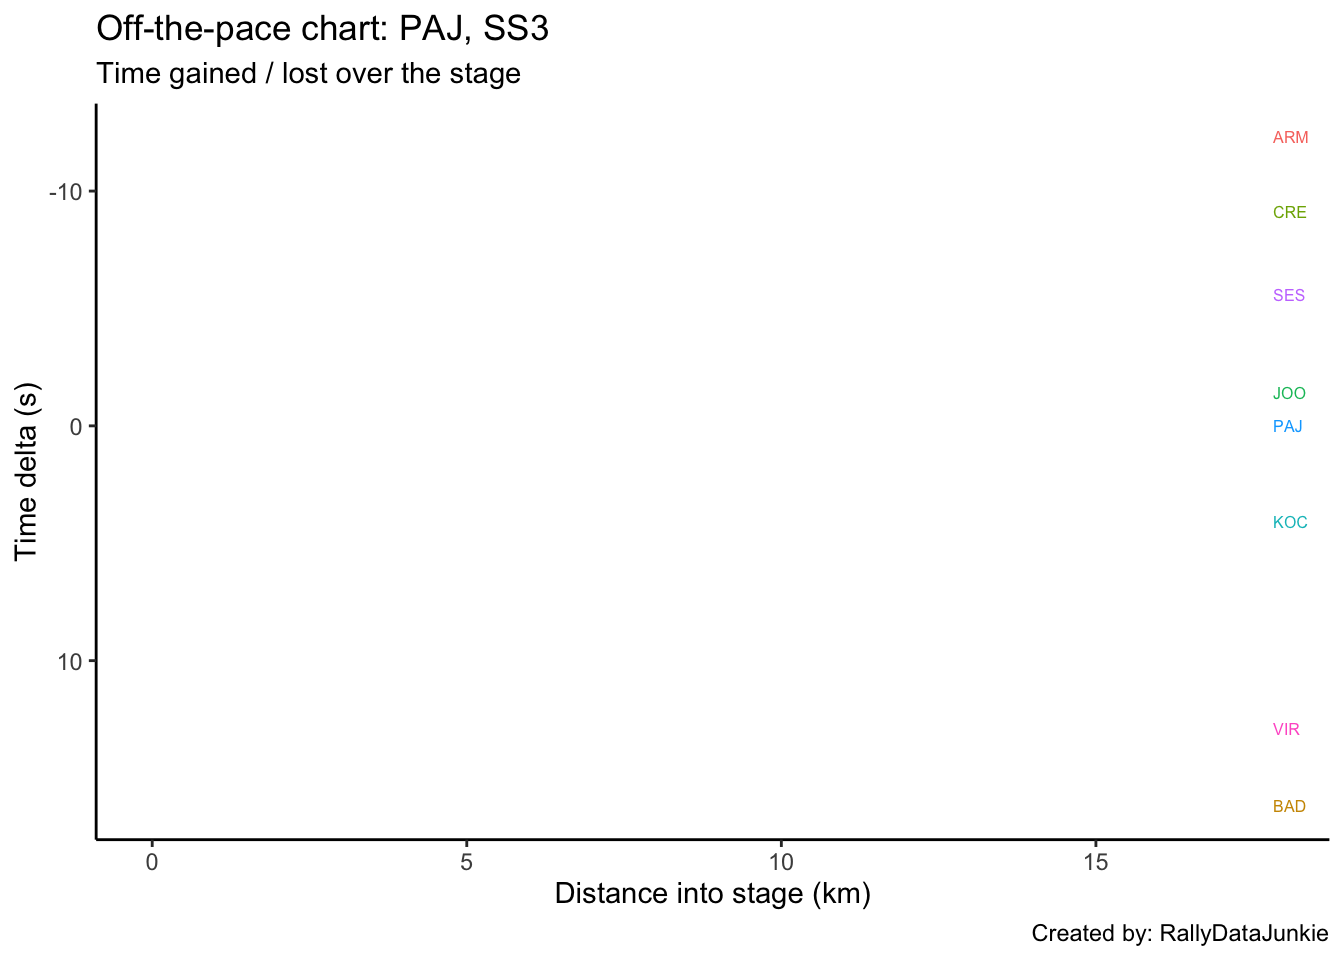 Off-the-pace chart: PAJ, SS3
Time gained / lost over the stage
ARM
-10
CRE
SES
JOO
0
PAJ
Time delta (s)
KOC
10
VIR
BAD
0 5 10 15
Distance into stage (km)
Created by: RallyDataJunkie